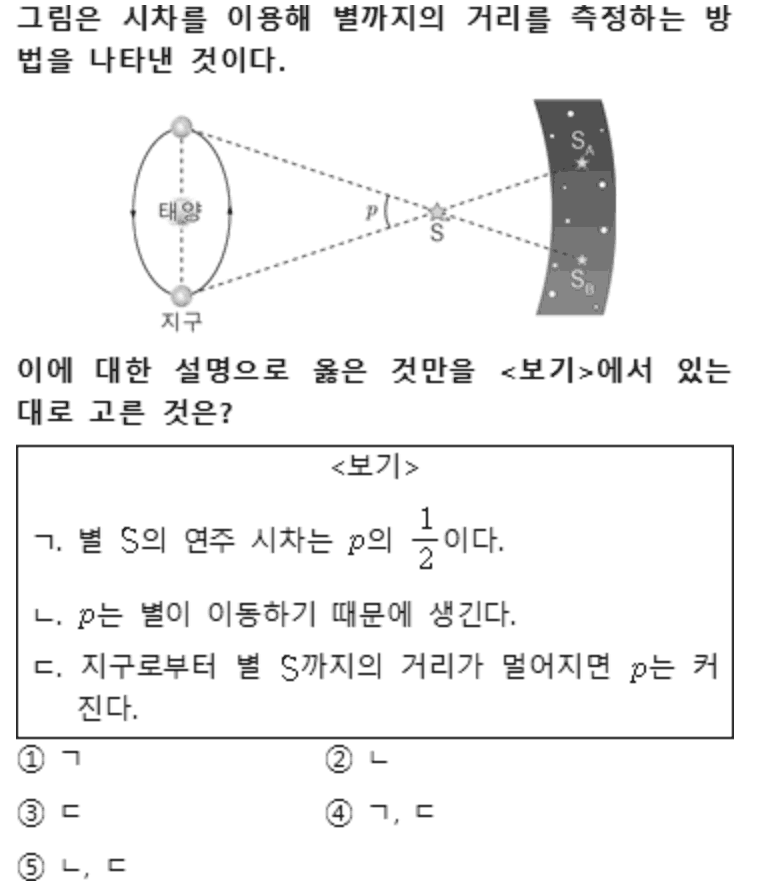 그림은 시차를 이용해 별까지의 거리를 측정하는 방
법을 나타낸 것이다.
S_A
태양
p
S
S_B
지구
이에 대한 설명으로 옳은 것만을 <보기>에서 있는
대로 고른 것은?
<보기>
ㄱ. 별 S의 연주 시차는 p의 1/2이다.
ㄴ. p는 별이 이동하기 때문에 생긴다.
ㄷ. 지구로부터 별 S까지의 거리가 멀어지면 p는 커
진다.
① ㄱ ② ㄴ
③ ㄷ ④ ㄱ, ㄷ
⑤ ㄴ, ㄷ